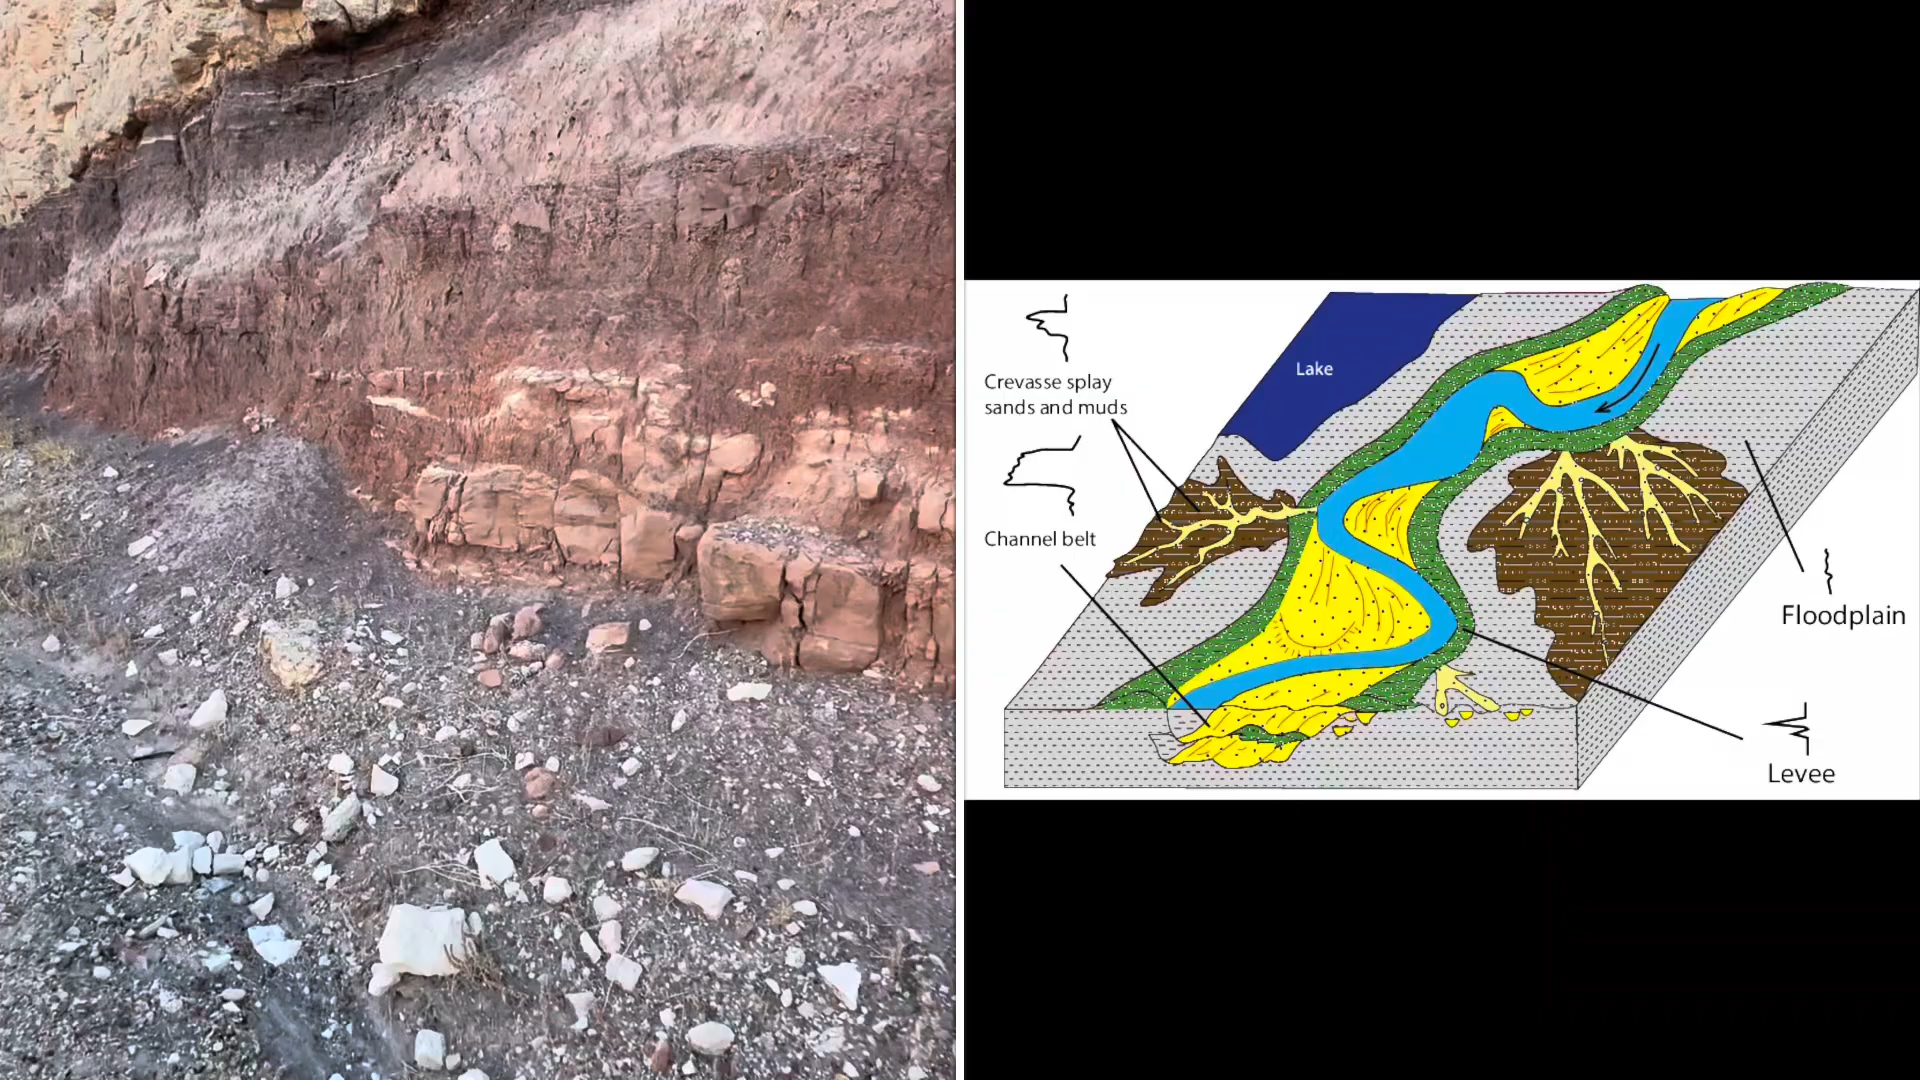 Lake
Crevasse splay
sands and muds
Channel belt
Floodplain
Levee